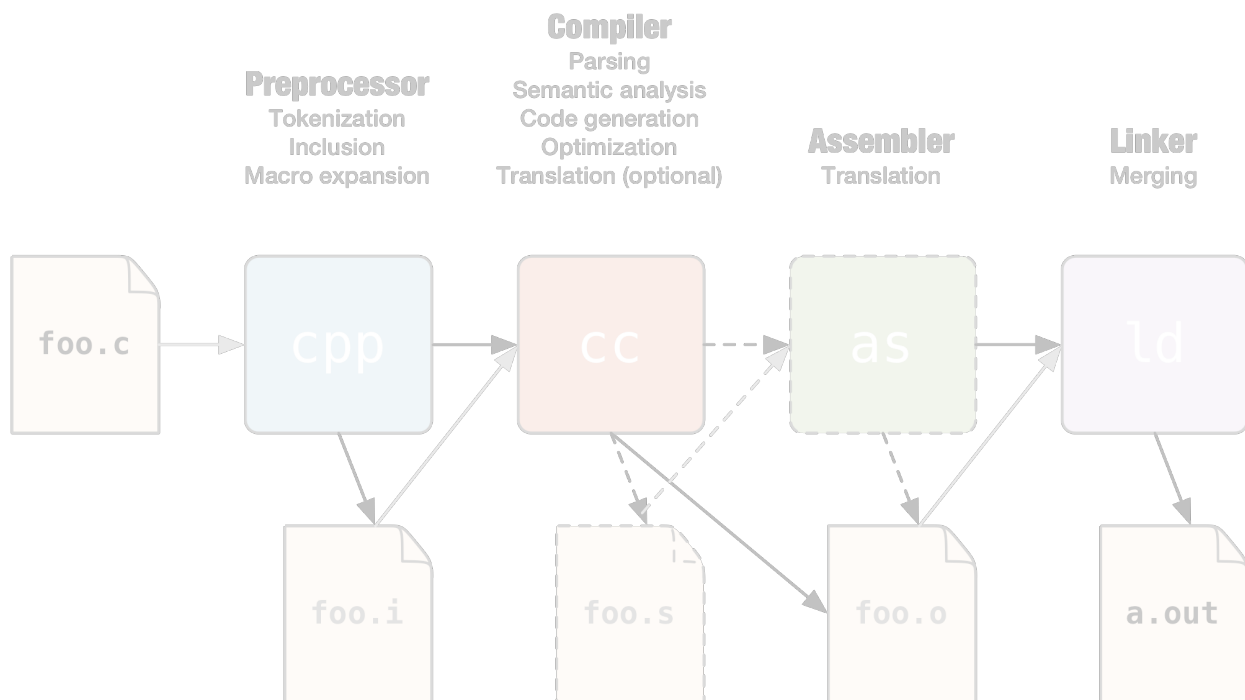 Compiler
Parsing
Semantic analysis
Code generation
Optimization
Translation (optional)
Preprocessor
Tokenization
Inclusion
Macro expansion
Assembler
Translation
Linker
Merging
foo.c
cpp
cc
as
ld
foo.i
foo.s
foo.o
a.out